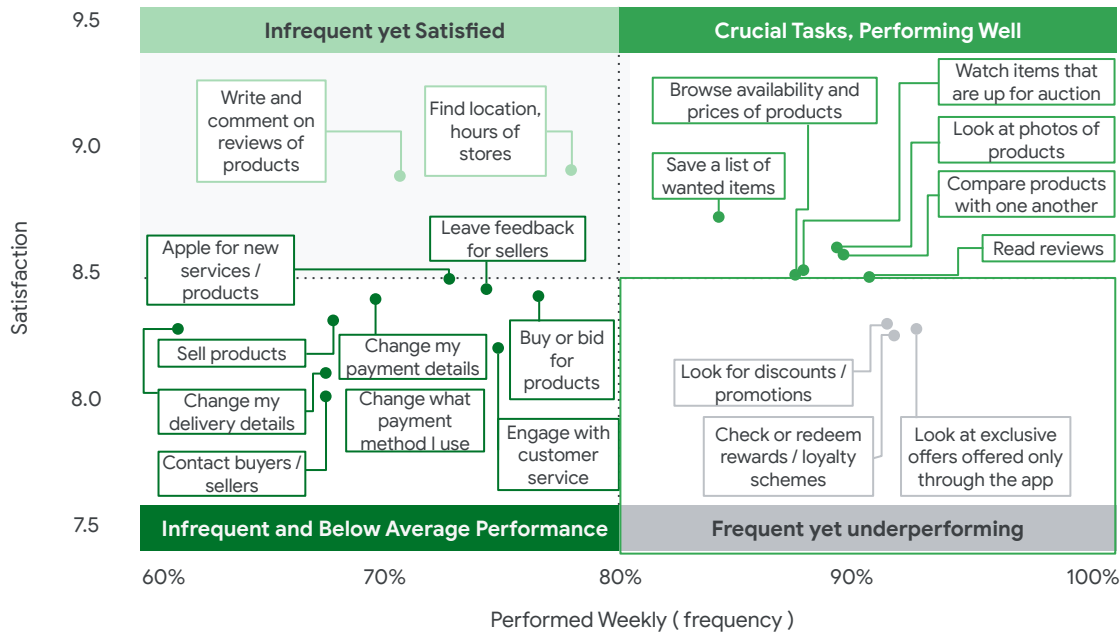 9.5
Infrequent yet Satisfied
Crucial Tasks, Performing Well
Write and
comment on
reviews of
products
Find location,
hours of
stores
Browse availability and
prices of products
Watch items that
are up for auction
9.0
Look at photos of
products
Save a list of
wanted items
Compare products
with one another
Apple for new
services /
products
Leave feedback
for sellers
Read reviews
8.5
Satisfaction
Sell products
Change my
payment details
Buy or bid
for
products
Look for discounts /
promotions
8.0
Change my
delivery details
Change what
payment
method I use
Engage with
customer
service
Check or redeem
rewards / loyalty
schemes
Look at exclusive
offers offered only
through the app
Contact buyers /
sellers
7.5
Infrequent and Below Average Performance
Frequent yet underperforming
60%
70%
80%
90%
100%
Performed Weekly ( frequency )